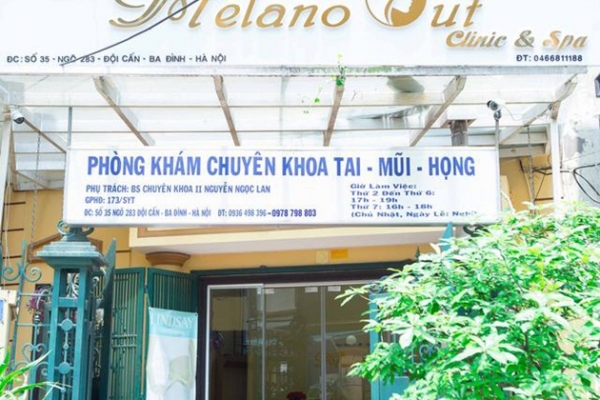 Melano Out
Clinic & Spa
ĐC: SỐ 35 - NGÕ 283 - ĐỘI CẤN - BA ĐÌNH - HÀ NỘI
ĐT: 0466811188
PHÒNG KHÁM CHUYÊN KHOA TAI - MŨI - HỌNG
PHỤ TRÁCH: BS CHUYÊN KHOA II NGUYỄN NGỌC LAN
GPHĐ: 173/SYT
ĐC: SỐ 35 NGÕ 283 ĐỘI CẤN - BA ĐÌNH - HÀ NỘI ĐT: 0936 498 396 - 0978 798 803
Giờ Làm Việc:
Thứ 2 Đến Thứ 6:
17h - 19h
Thứ 7: 16h - 18h
(Chủ Nhật, Ngày Lễ: Nghỉ)
LINDSAY